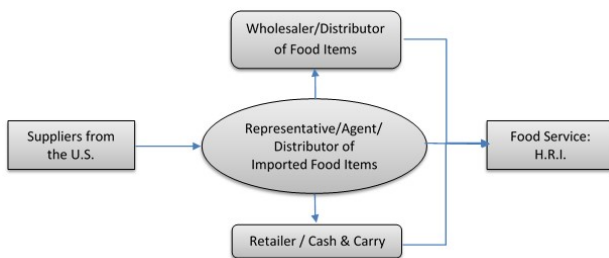 Wholesaler/Distributor
of Food Items
Suppliers from
the U.S.
Representative/Agent/
Distributor of
Imported Food Items
Food Service:
H.R.I.
Retailer / Cash & Carry